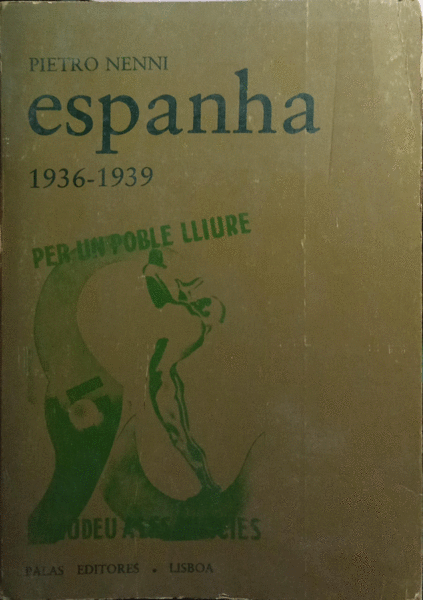 PIETRO NENNI
espanha
1936-1939
PER UN POBLE LLIURE
PALAS EDITORES • LISBOA